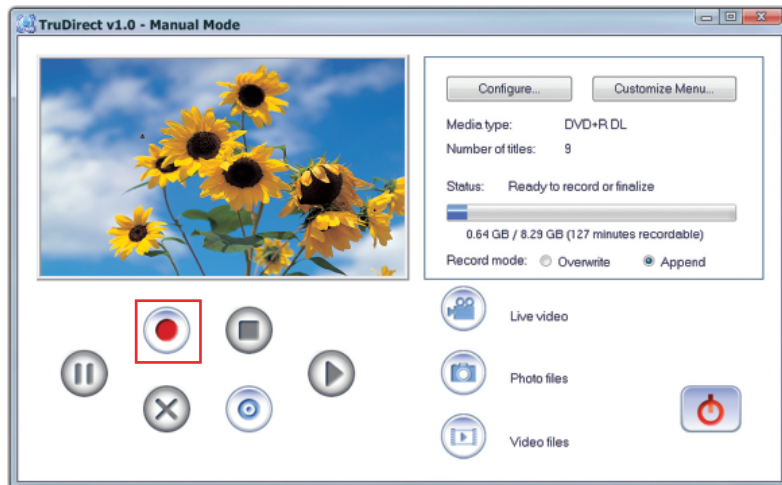 TruDirect v1.0 - Manual Mode
Configure...
Customize Menu...
Media type: DVD+R DL
Number of titles: 9
Status: Ready to record or finalize
0.64 GB / 8.29 GB (127 minutes recordable)
Record mode: Overwrite Append
Live video
Photo files
Video files